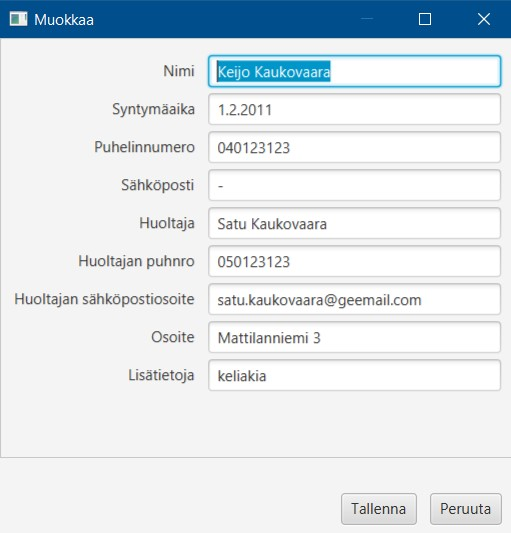 Muokkaa
Nimi Keijo Kaukovaara
Syntymäaika 1.2.2011
Puhelinnumero 040123123
Sähköposti -
Huoltaja Satu Kaukovaara
Huoltajan puhnro 050123123
Huoltajan sähköpostiosoite satu.kaukovaara@geemail.com
Osoite Mattilanniemi 3
Lisätietoja keliakia
Tallenna Peruuta